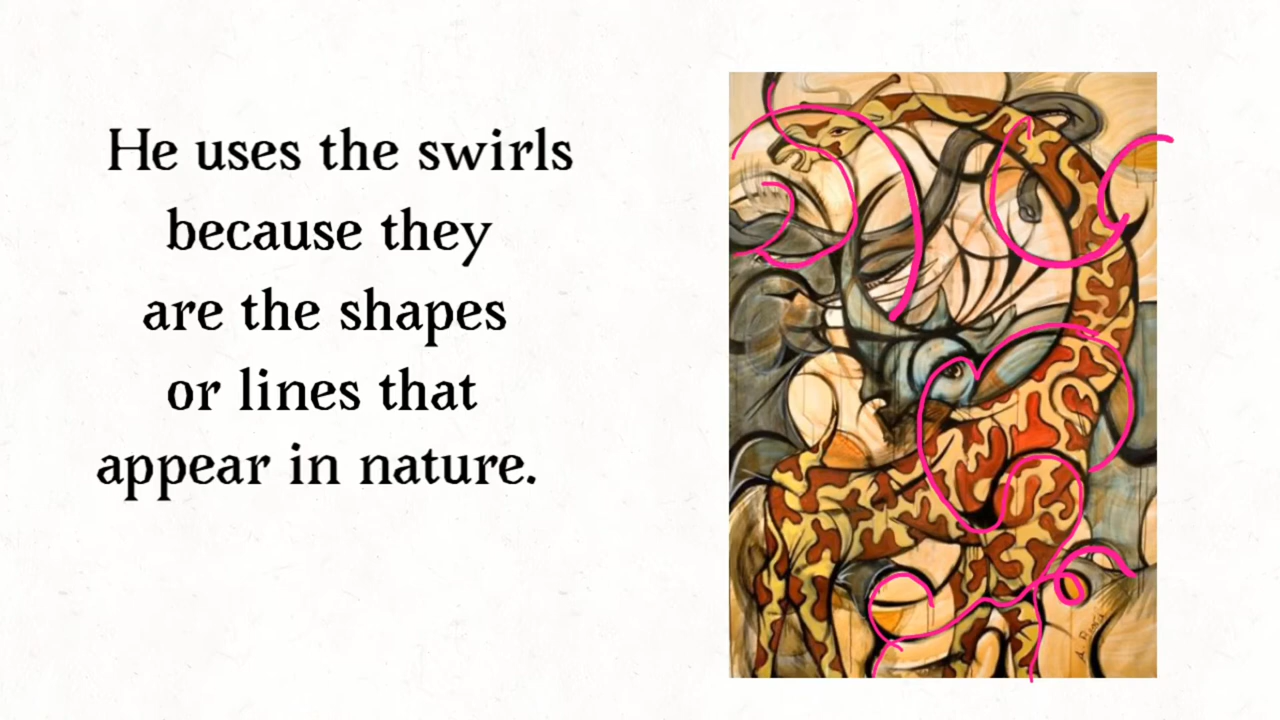 He uses the swirls
because they
are the shapes
or lines that
appear in nature.